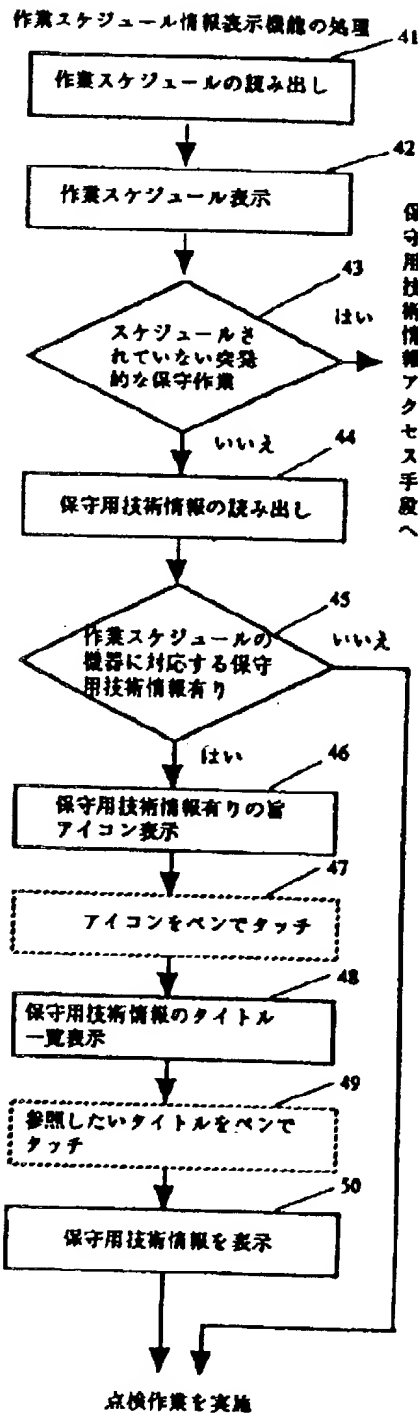 作業スケジュール情報表示機能の処理
41
作業スケジュールの読み出し
42
作業スケジュール表示
43
スケジュールさ
れていない突発
的な保守作業
はい
保守用技術情報アクセス手段へ
いいえ
44
保守用技術情報の読み出し
45
作業スケジュールの
機器に対応する保守
用技術情報有り
いいえ
はい
46
保守用技術情報有りの旨
アイコン表示
47
アイコンをペンでタッチ
48
保守用技術情報のタイトル
一覧表示
49
参照したいタイトルをペンで
タッチ
50
保守用技術情報を表示
点検作業を実施